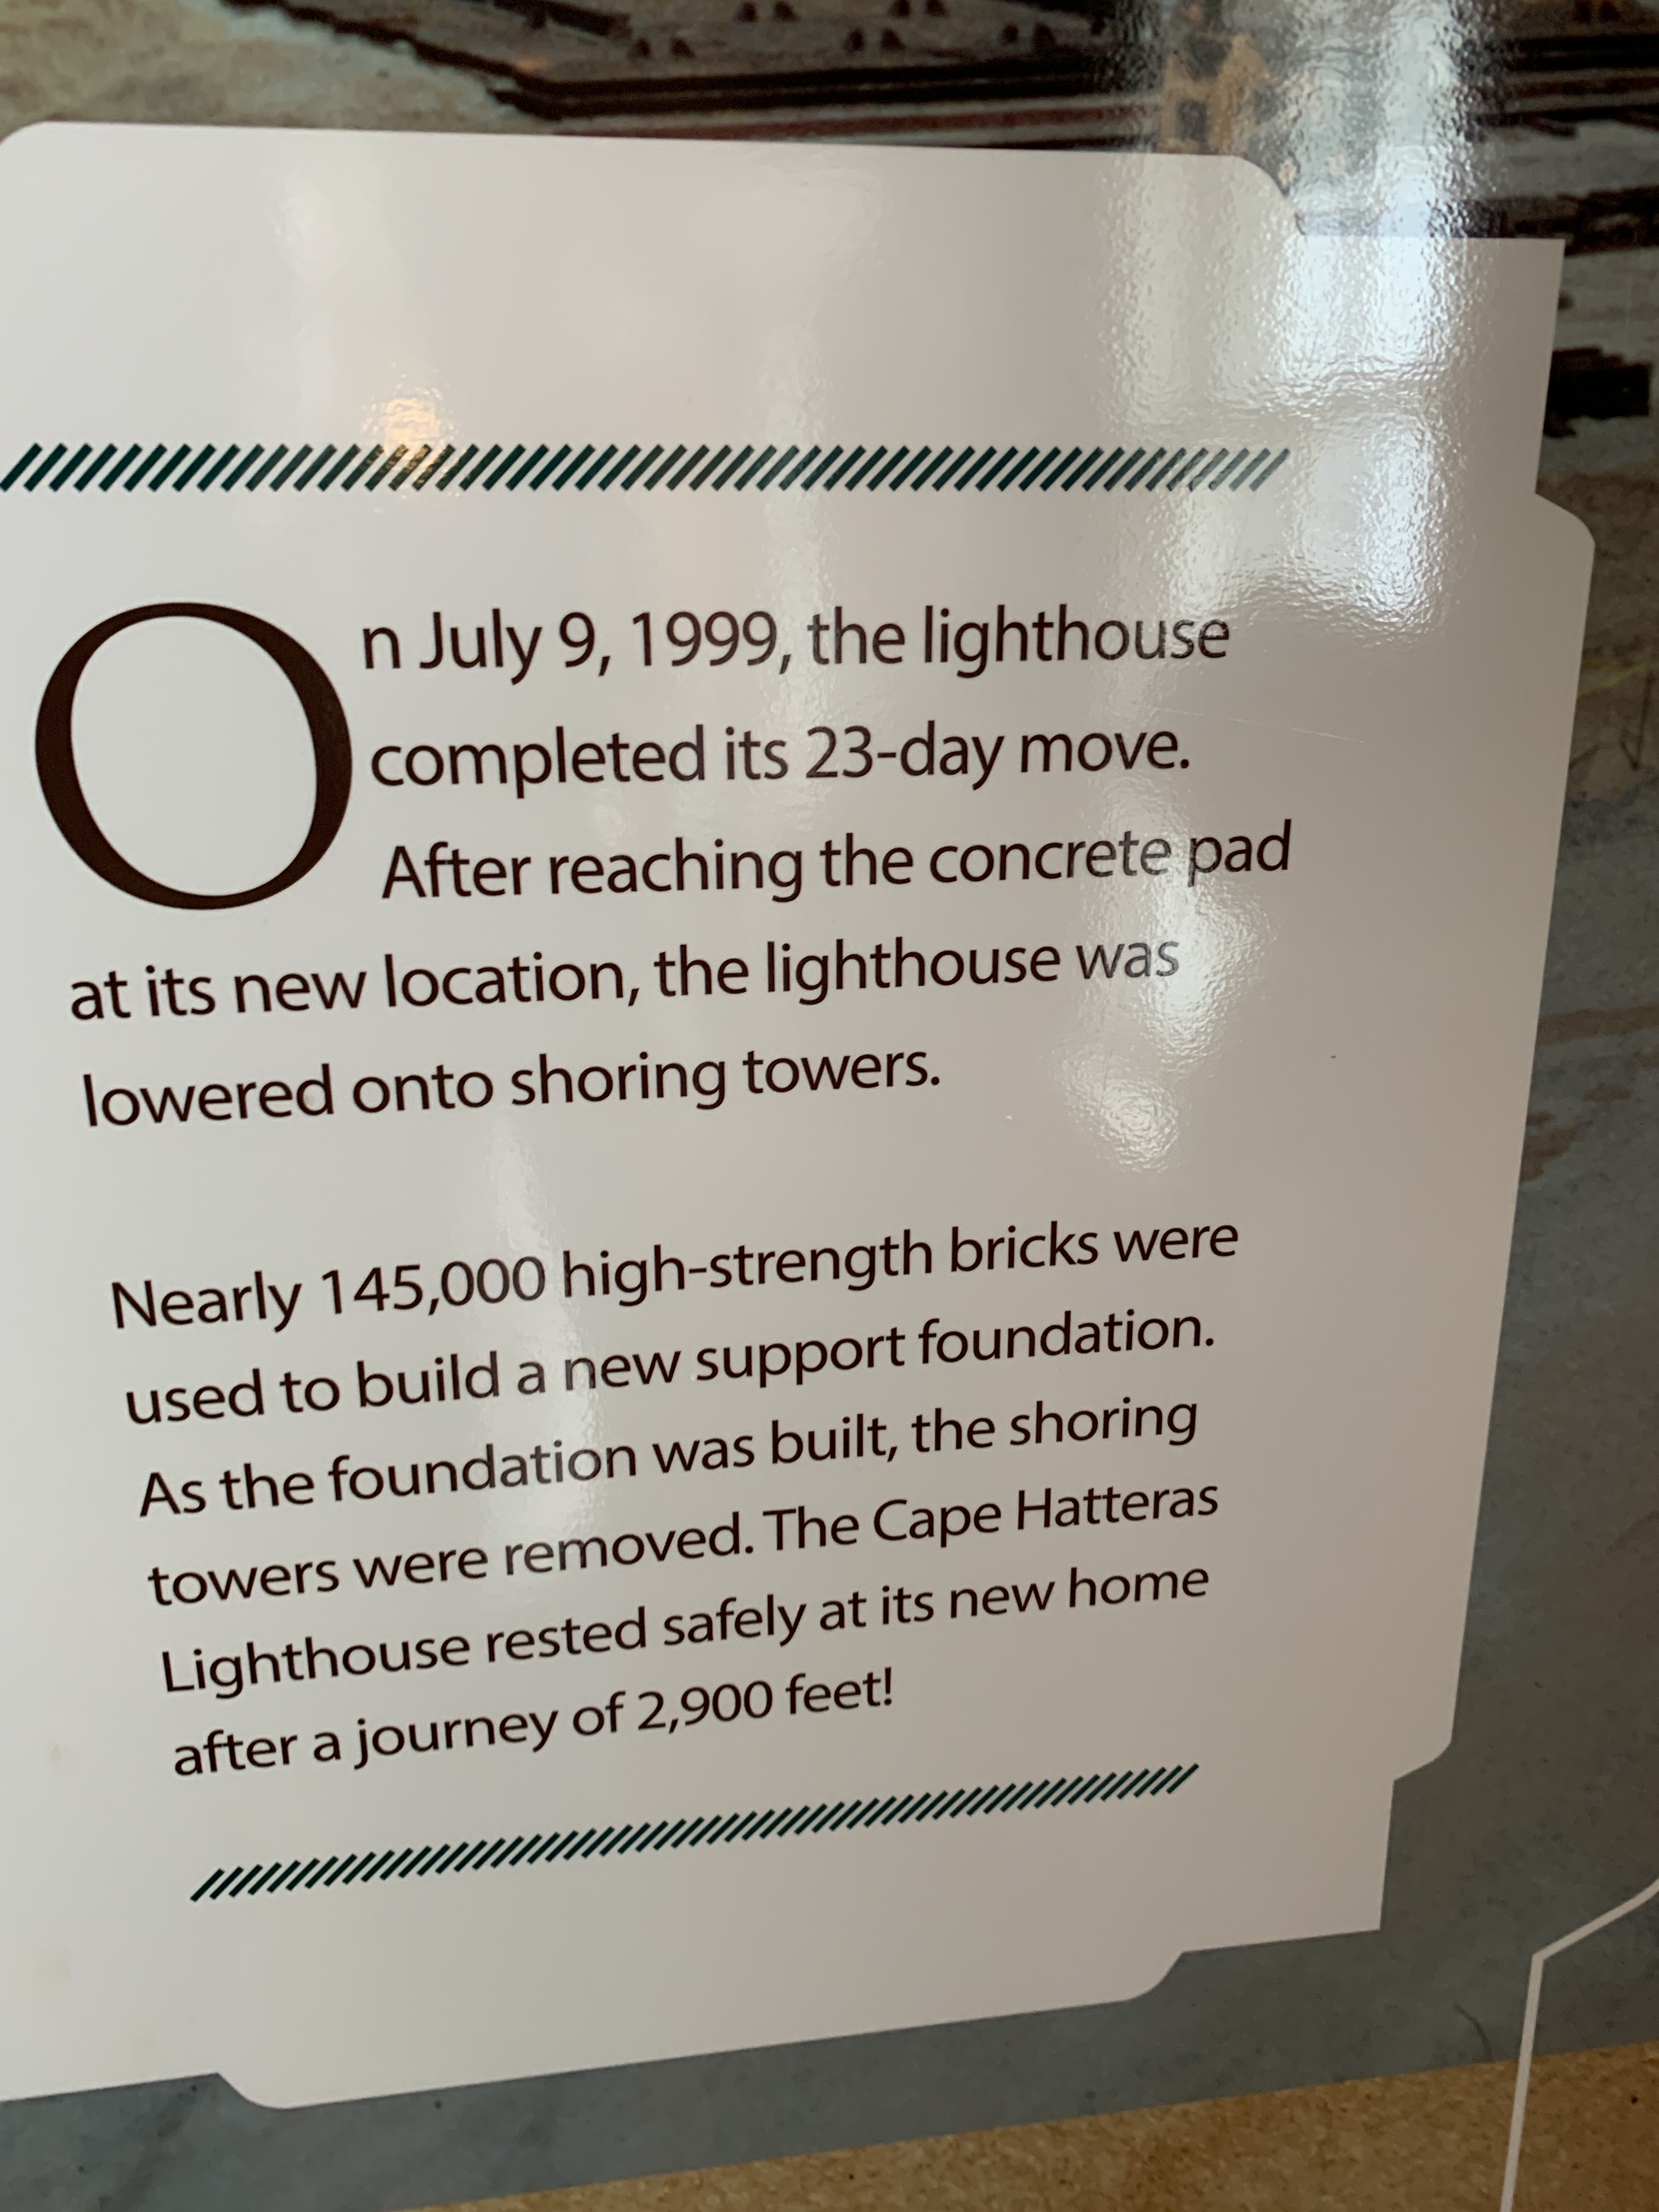 On July 9, 1999, the lighthouse
completed its 23-day move.
After reaching the concrete pad
at its new location, the lighthouse was
lowered onto shoring towers.
Nearly 145,000 high-strength bricks were
used to build a new support foundation.
As the foundation was built, the shoring
towers were removed. The Cape Hatteras
Lighthouse rested safely at its new home
after a journey of 2,900 feet!